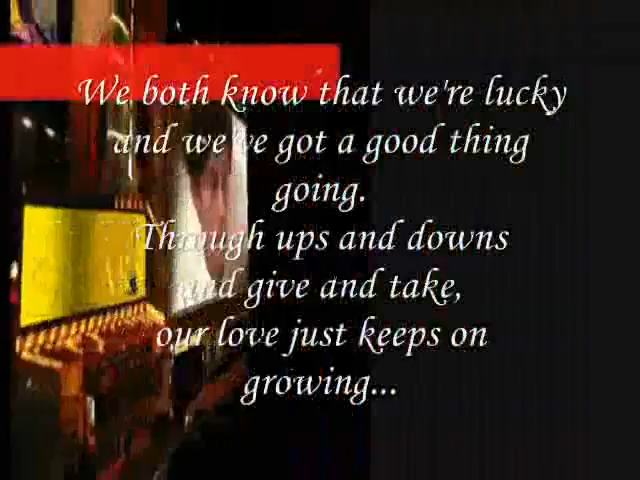 We both know that we're lucky
and we've got a good thing
going.
Through ups and downs
and give and take,
our love just keeps on
growing...